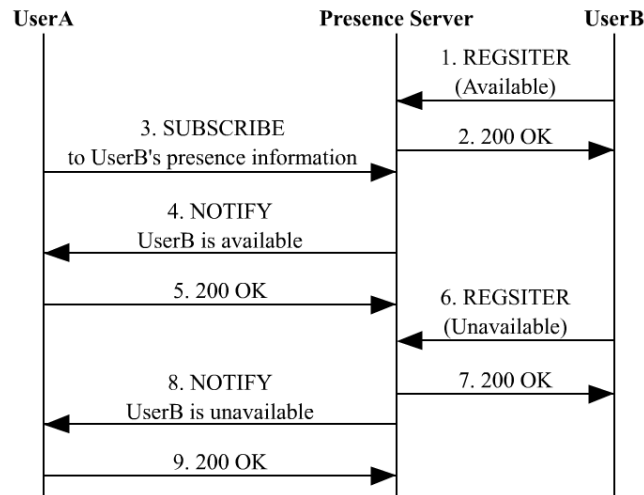 UserA Presence Server UserB
1. REGSITER
(Available)
3. SUBSCRIBE
to UserB's presence information
2. 200 OK
4. NOTIFY
UserB is available
5. 200 OK
6. REGSITER
(Unavailable)
8. NOTIFY
UserB is unavailable
7. 200 OK
9. 200 OK